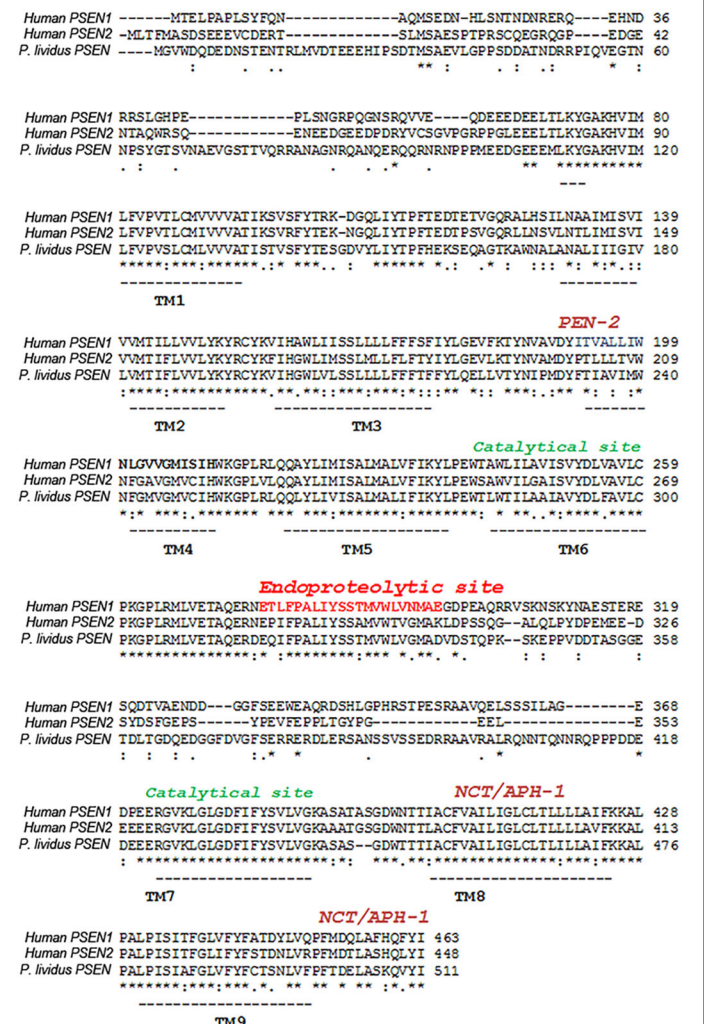 Human PSEN1 ------MTELPAPLSYFQN------------AQMSEDN-HLSNTNDNRERQ---EHND 36
Human PSEN2 -MLTFMASDSEEEVCDERT------------SLMSAESPTPRSCQEGRQGP---EDGE 42
P. lividus PSEN ----MGVWDQDEDNSTENTRLMVDTEEEHIPSDTMSAEVLGPPSDDATNDRRPIQVEGTN 60
Human PSEN1 RRSLGHPE------------PLSNGRPQGNSRQVVE----QDEEEDEELTLKYGAKHVIM 80
Human PSEN2 NTAQWRSQ------------ENEEDGEEDPDRYVCSGVPGRPPGLEEELTLKYGAKHVIM 90
P. lividus PSEN NPSYGTSVNAEVGSTTVQRRANAGNRQANQERQQRNRNPPPMEEDGEEEMLKYGAKHVIM 120
Human PSEN1 LFVPVTLCMVVVVATIKSVSFYTRK-DGQLIYTPFTEDTETVGQRALHSILNAAIMISVI 139
Human PSEN2 LFVPVTLCMIVVVATIKSVRFYTEK-NGQLIYTPFTEDTPSVGQRLLNSVLNTLIMISVI 149
P. lividus PSEN LFVPVSLCMLVVVATISTVSFYTESGDVYLIYTPFHEKSEQAGTKAWNALANALIIIGIV 180
TM1
PEN-2
Human PSEN1 VVMTILLVVLYKYRCYKVIHAWLIISSLLLLFFFSFIYLGEVFKTYNVAVDYITVALLIW 199
Human PSEN2 VVMTIFLVVLYKYRCYKFIHGWLIMSSLMLLFLFTYIYLGEVLKTYNVAMDYPTLLLTVW 209
P. lividus PSEN LVMTIFLVVLYKYRCYKVIHGWLVLSSLLLLFFFTFFYLQELLVTYNIPMDYFTIAVIMW 240
TM2 TM3
Catalytical site
Human PSEN1 NLGVVGMISIHWKGPLRLQQAYLIMISALMALVFIKYLPEWTAWLILAVISVYDLVAVLC 259
Human PSEN2 NFGAVGMVCIHWKGPLVLQQAYLIMISALMALVFIKYLPEWSAWVILGAISVYDLVAVLC 269
P. lividus PSEN NFGMVGMVCIHWKGPLRLQQLYLIVISALMALIFIKYLPEWTLWTILAAIAVYDLFAVLC 300
TM4 TM5 TM6
Endoproteolytic site
Human PSEN1 PKGPLRMLVETAQERNETLFPALIYSSTMVWLVNMAEGDPEAQRRVSKNSKYNAESTERE 319
Human PSEN2 PKGPLRMLVETAQERNEPIFPALIYSSAMVWTVGMAKLDPSSQG--ALQLPYDPEMEE-D 326
P. lividus PSEN PKGPLRMLVETAQERDEQIFPALIYSSTMVWLVGMADVDSTQPK-SKEPPVDDTASGGE 358
Human PSEN1 SQDTVAENDD---GGFSEEWEAQRDSHLGPHRSTPESRAAVQELSSSILAG--------E 368
Human PSEN2 SYDSFGEPS------YPEVFEPPLTGYPG------------EEL---------------E 353
P. lividus PSEN TDLTGDQEDGGFDVGFSERRERDLERSANSSVSSEDRRAAVRALRQNNTQNNRQPPPDDE 418
Catalytical site NCT/APH-1
Human PSEN1 DPEERGVKLGLGDFIFYSVLVGKASATASGDWNTTIACFVAILIGLCLTLLLLAIFKKAL 428
Human PSEN2 EEEERGVKLGLGDFIFYSVLVGKAAATGSGDWNTTLACFVAILIGLCLTLLLLAVFKKAL 413
P. lividus PSEN DEEERGVKLGLGDFIFYSVLVGKASAS--GDWTTTIACFVAILIGLCLTLILLAIFKKAL 476
TM7 TM8
NCT/APH-1
Human PSEN1 PALPISITFGLVFYFATDYLVQPFMDQLAFHQFYI 463
Human PSEN2 PALPISITFGLIFYFSTDNLVRPFMDTLASHQLYI 448
P. lividus PSEN PALPISIAFGLVFYFCTSNLVFPFTDELASKQVYI 511
TM9